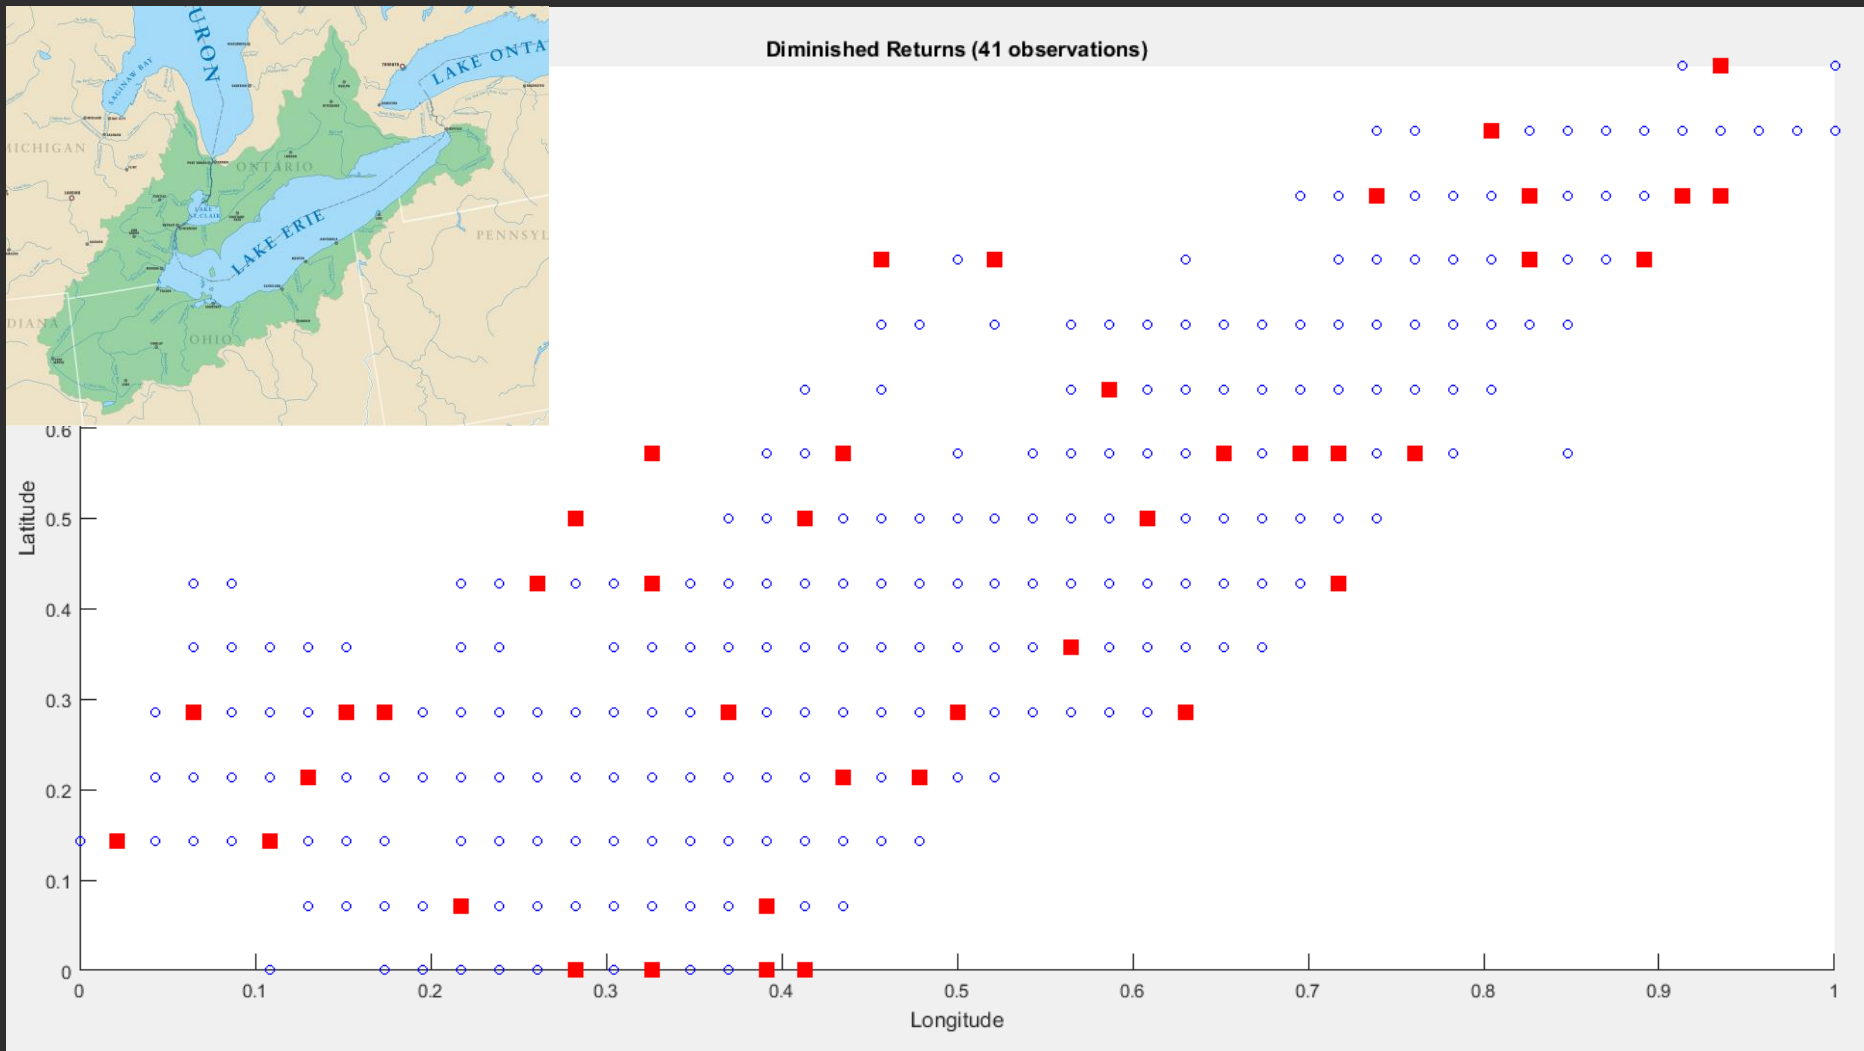 Diminished Returns (41 observations)
URON
SAGINAW BAY
LAKE ONTA
MICHIGAN
ONTARIO
LAKE
ST. CLAIR
LAKE ERIE
PENNSYL
DIANA
OHIO
0.6
0.5
0.4
0.3
0.2
0.1
0
Latitude
0 0.1 0.2 0.3 0.4 0.5 0.6 0.7 0.8 0.9 1
Longitude